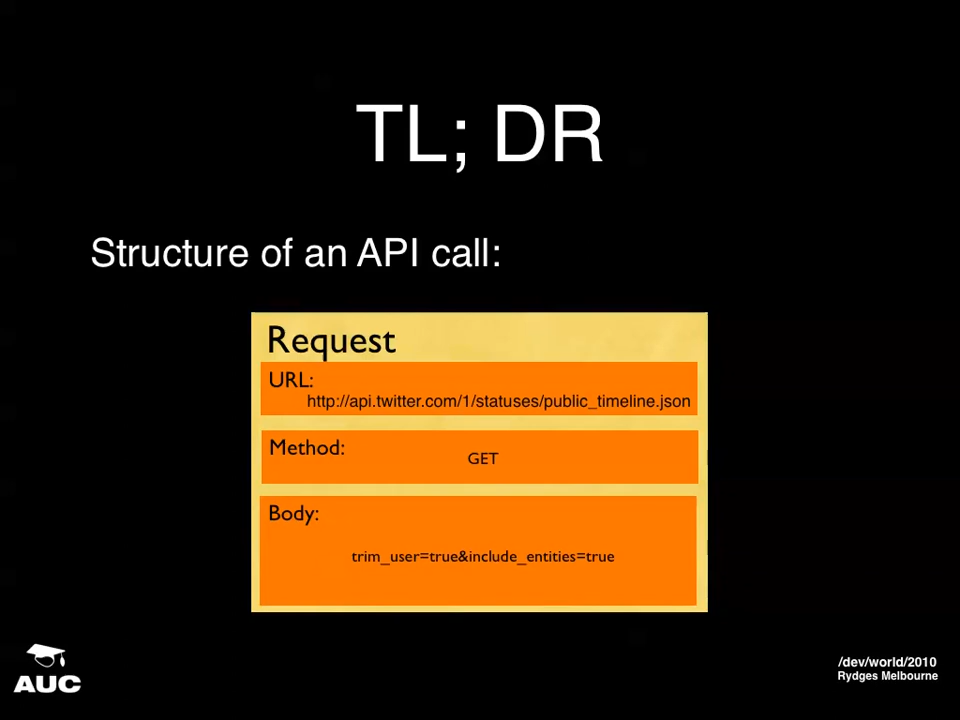 TL; DR
Structure of an API call:
Request
URL:
http://api.twitter.com/1/statuses/public_timeline.json
Method:
GET
Body:
trim_user=true&include_entities=true
AUC
/dev/world/2010
Rydges Melbourne